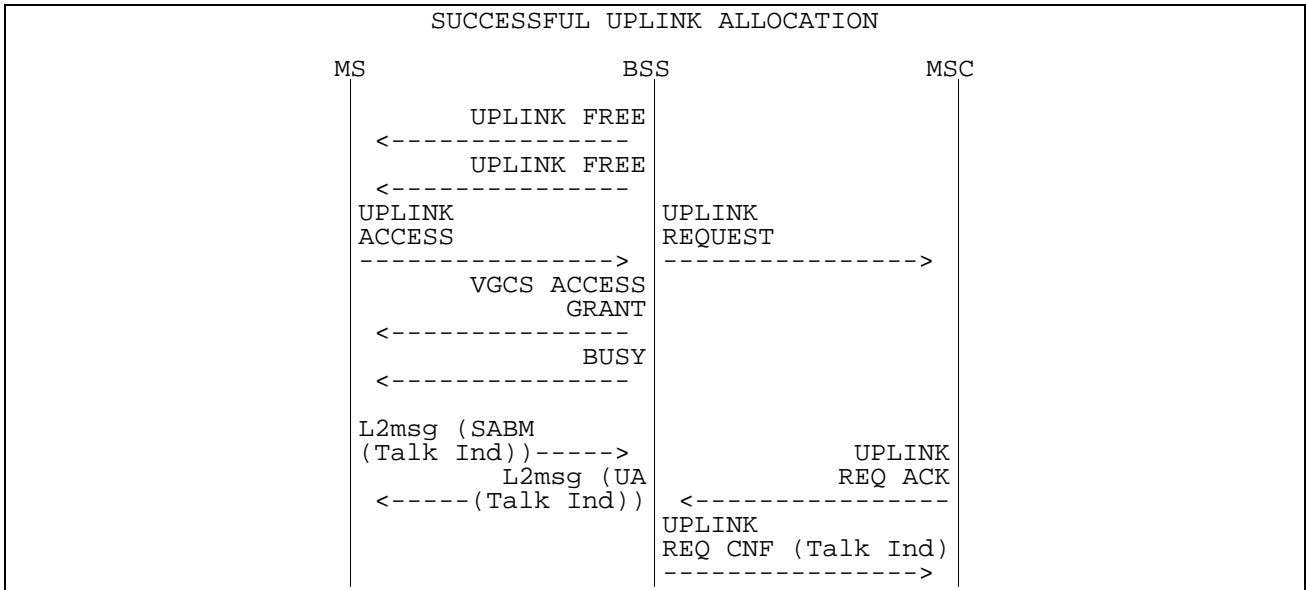 SUCCESSFUL UPLINK ALLOCATION
MS BSS MSC
UPLINK FREE
<---------------
UPLINK FREE
<---------------
UPLINK UPLINK
ACCESS REQUEST
----------------> ---------------->
VGCS ACCESS
GRANT
<---------------
BUSY
<---------------
L2msg (SABM
(Talk Ind))-----> UPLINK
L2msg (UA REQ ACK
<-----(Talk Ind)) <----------------
UPLINK
REQ CNF (Talk Ind)
---------------->